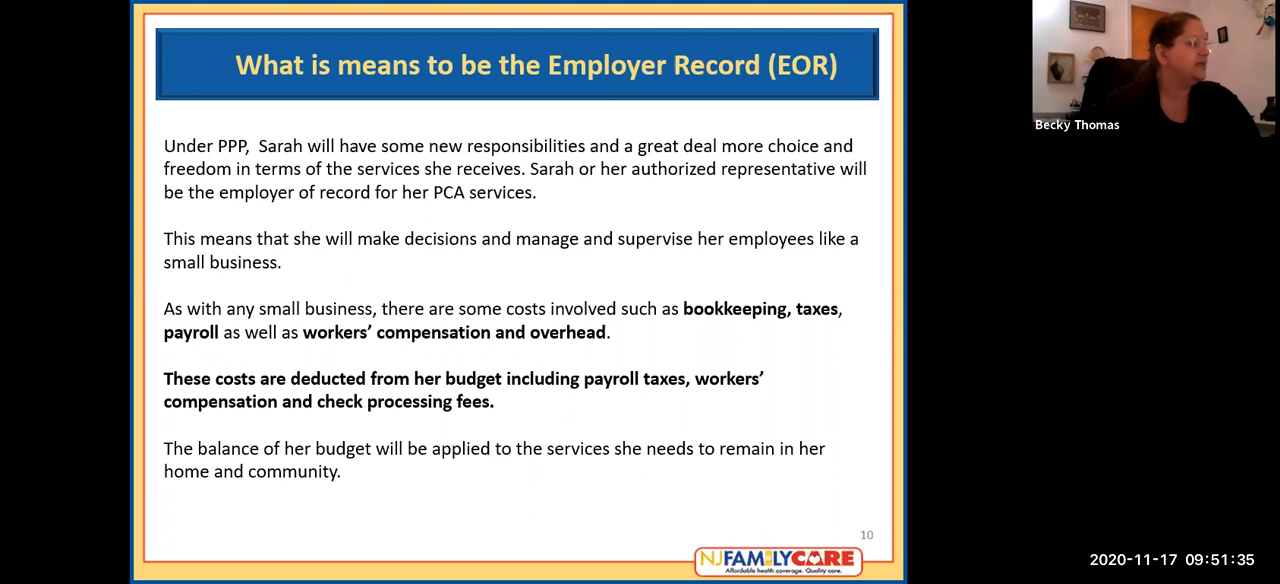 What is means to be the Employer Record (EOR)
Under PPP,  Sarah will have some new responsibilities and a great deal more choice and
freedom in terms of the services she receives. Sarah or her authorized representative will
be the employer of record for her PCA services.
This means that she will make decisions and manage and supervise her employees like a
small business.
As with any small business, there are some costs involved such as bookkeeping, taxes,
payroll as well as workers’ compensation and overhead.
These costs are deducted from her budget including payroll taxes, workers’
compensation and check processing fees.
The balance of her budget will be applied to the services she needs to remain in her
home and community.
10
NJFAMILYCARE
Affordable health coverage. Quality care.
Becky Thomas
2020-11-17 09:51:35